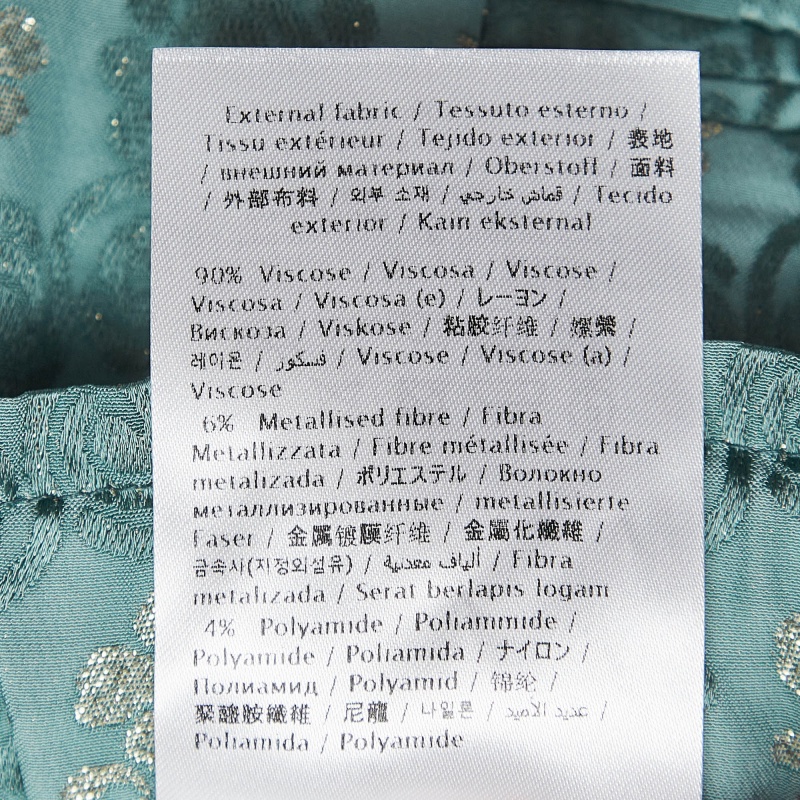 External fabric / Tessuto esterno /
Tissu extérieur / Tejido exterior / 表地
/ внешний материал / Oberstoff / 面料
/ 外部布料 / 외부 소재 / قماش خارجي / Tecido
exterior / Kain eksternal
90% Viscose / Viscosa / Viscose /
Viscosa / Viscosa (e) / レーヨン /
Вискоза / Viskose / 粘胶纤维 / 嫘縈 /
레이온 / فسكوز / Viscose / Viscose (a) /
Viscose
6% Metallised fibre / Fibra
Metallizzata / Fibre métallisée / Fibra
metalizada / ポリエステル / Волокно
металлизированные / metallisierte
Faser / 金属镀膜纤维 / 金屬化纖維 /
금속사(지정외섬유) / ألياف معدنية / Fibra
metalizada / Serat berlapis logam
4% Polyamide / Poliammide /
Polyamide / Poliamida / ナイロン /
Полиамид / Polyamid / 锦纶 /
聚醯胺纖維 / 尼龍 / 나일론 / عديد الاميد /
Poliamida / Polyamide